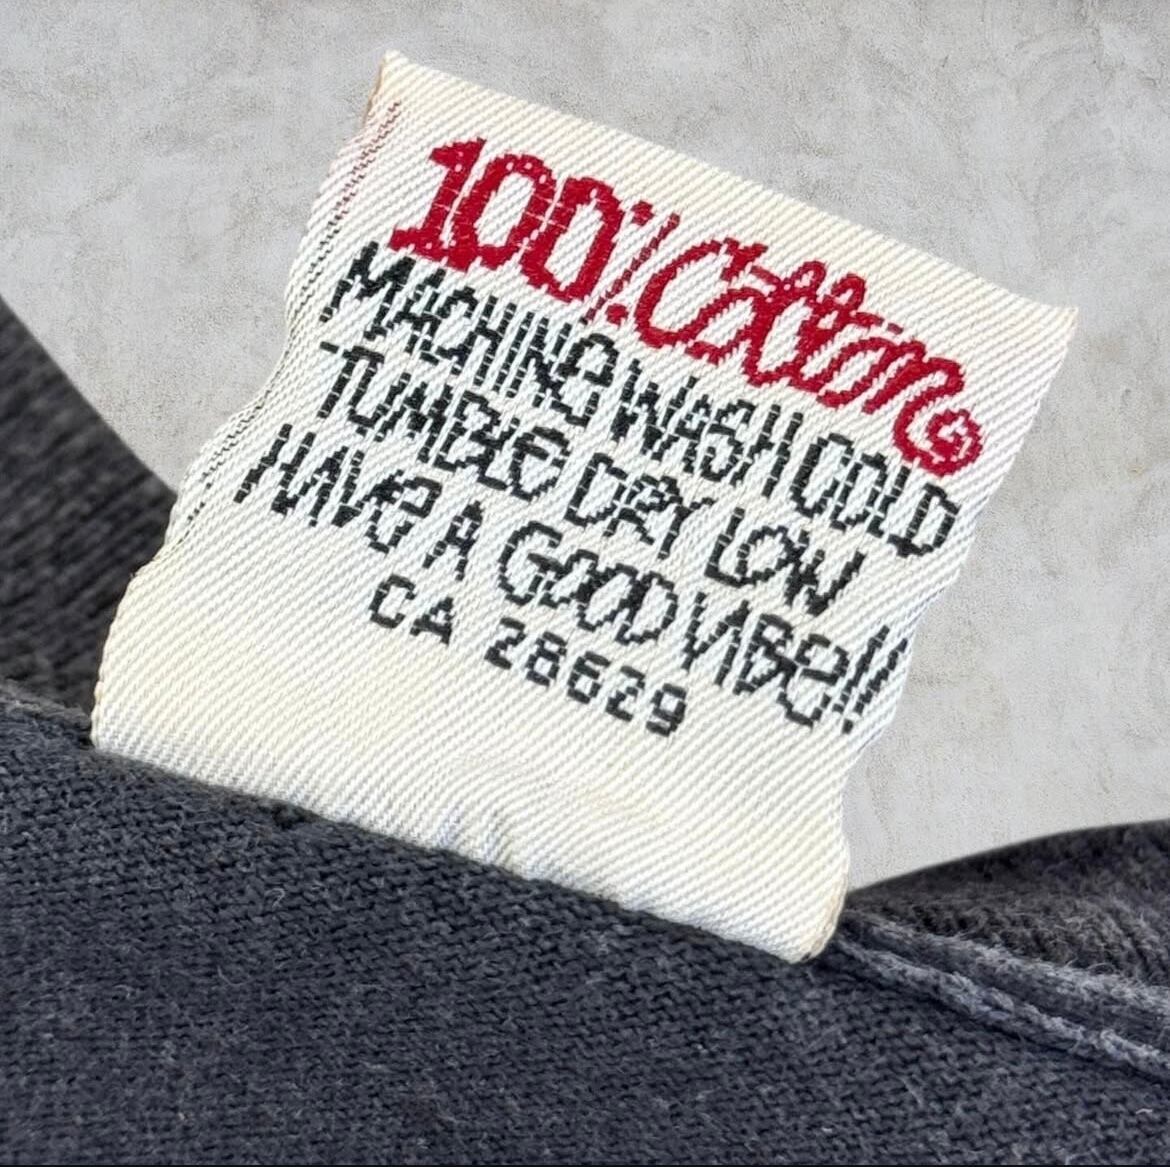 100% Cotton
MACHINe WASH COLD
TUMBLe DRY LOW
HAVe A GOOD VIBe!!
CA 28629